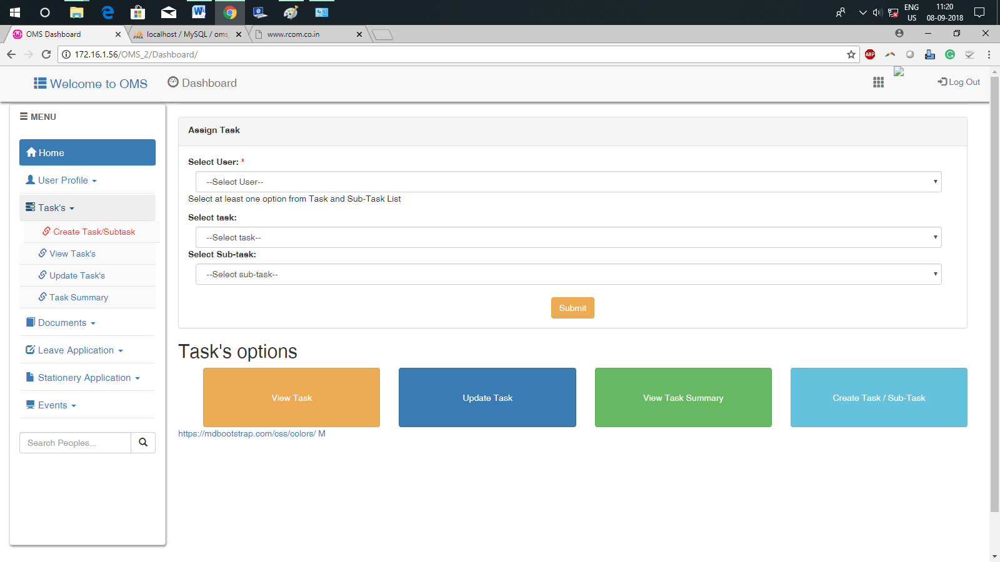 ENG
US
11:20
08-09-2018
OMS Dashboard
localhost / MySQL / oms_
www.rcom.co.in
172.16.1.56/OMS_2/Dashboard/
ABP
Welcome to OMS
Dashboard
Log Out
MENU
Home
User Profile
Task's
Create Task/Subtask
View Task's
Update Task's
Task Summary
Documents
Leave Application
Stationery Application
Events
Search Peoples...
Assign Task
Select User: *
--Select User--
Select at least one option from Task and Sub-Task List
Select task:
--Select task--
Select Sub-task:
--Select sub-task--
Submit
Task's options
View Task
Update Task
View Task Summary
Create Task / Sub-Task
https://mdbootstrap.com/css/colors/ M